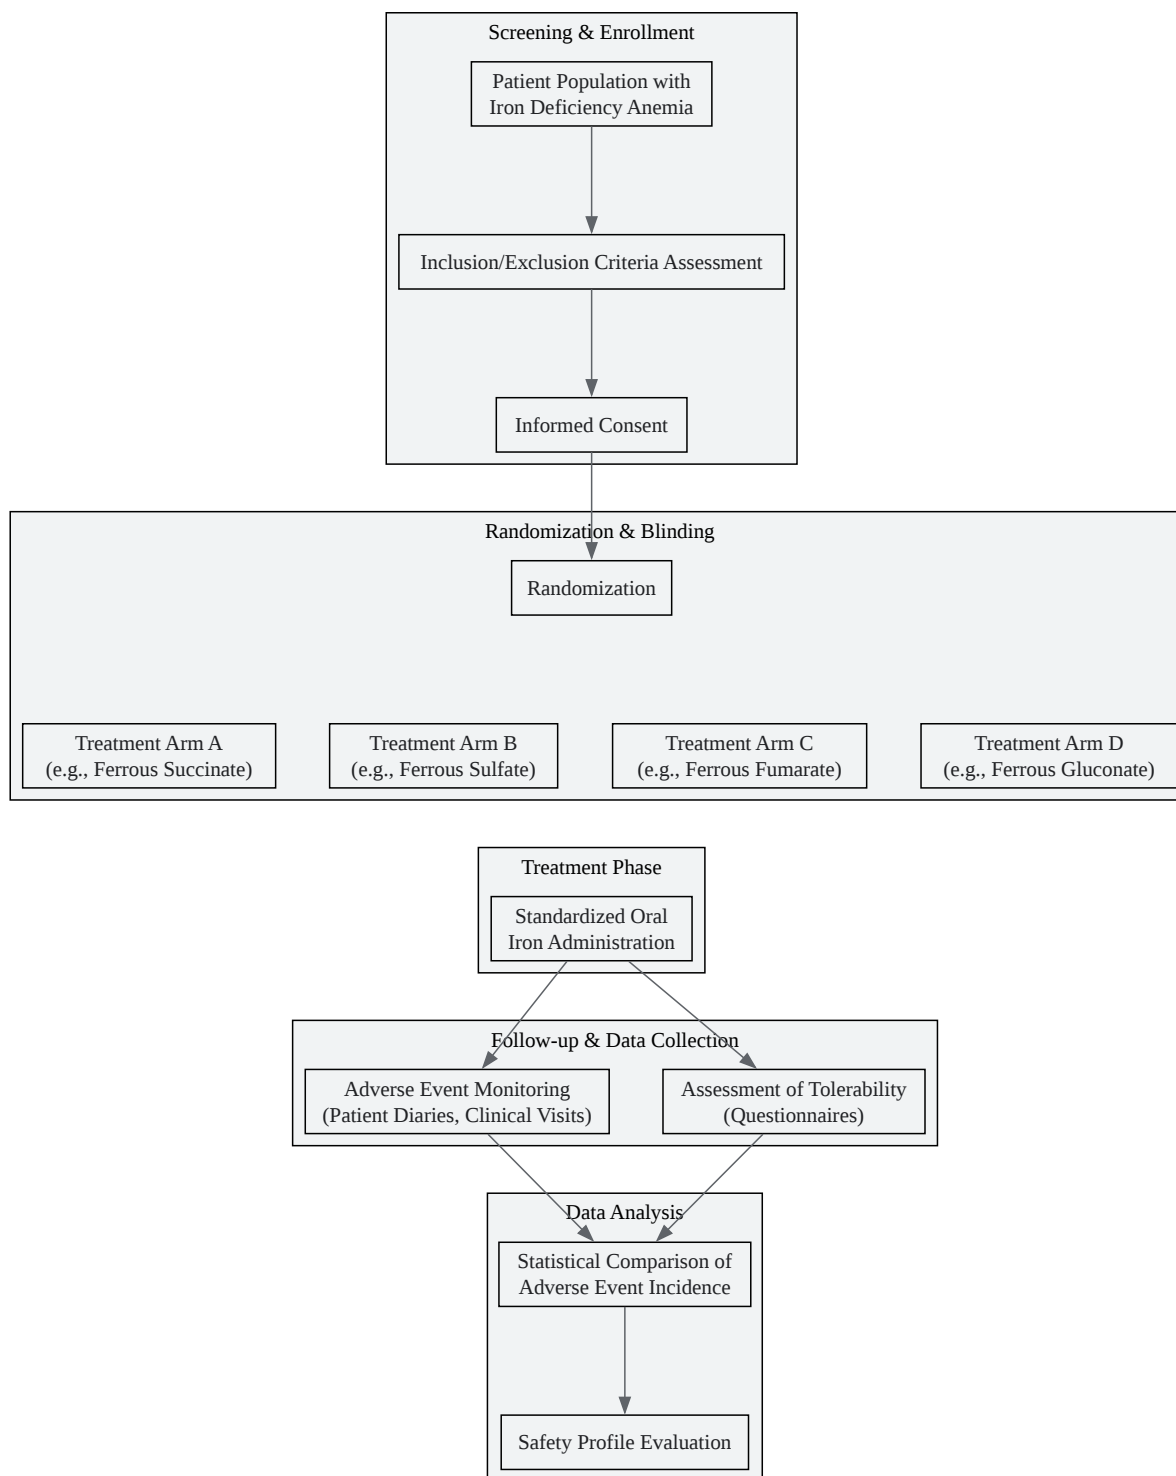 Screening & Enrollment
Patient Population with
Iron Deficiency Anemia
Inclusion/Exclusion Criteria Assessment
Informed Consent
Randomization & Blinding
Randomization
Treatment Arm A
(e.g., Ferrous Succinate)
Treatment Arm B
(e.g., Ferrous Sulfate)
Treatment Arm C
(e.g., Ferrous Fumarate)
Treatment Arm D
(e.g., Ferrous Gluconate)
Treatment Phase
Standardized Oral
Iron Administration
Follow-up & Data Collection
Adverse Event Monitoring
(Patient Diaries, Clinical Visits)
Assessment of Tolerability
(Questionnaires)
Data Analysis
Statistical Comparison of
Adverse Event Incidence
Safety Profile Evaluation